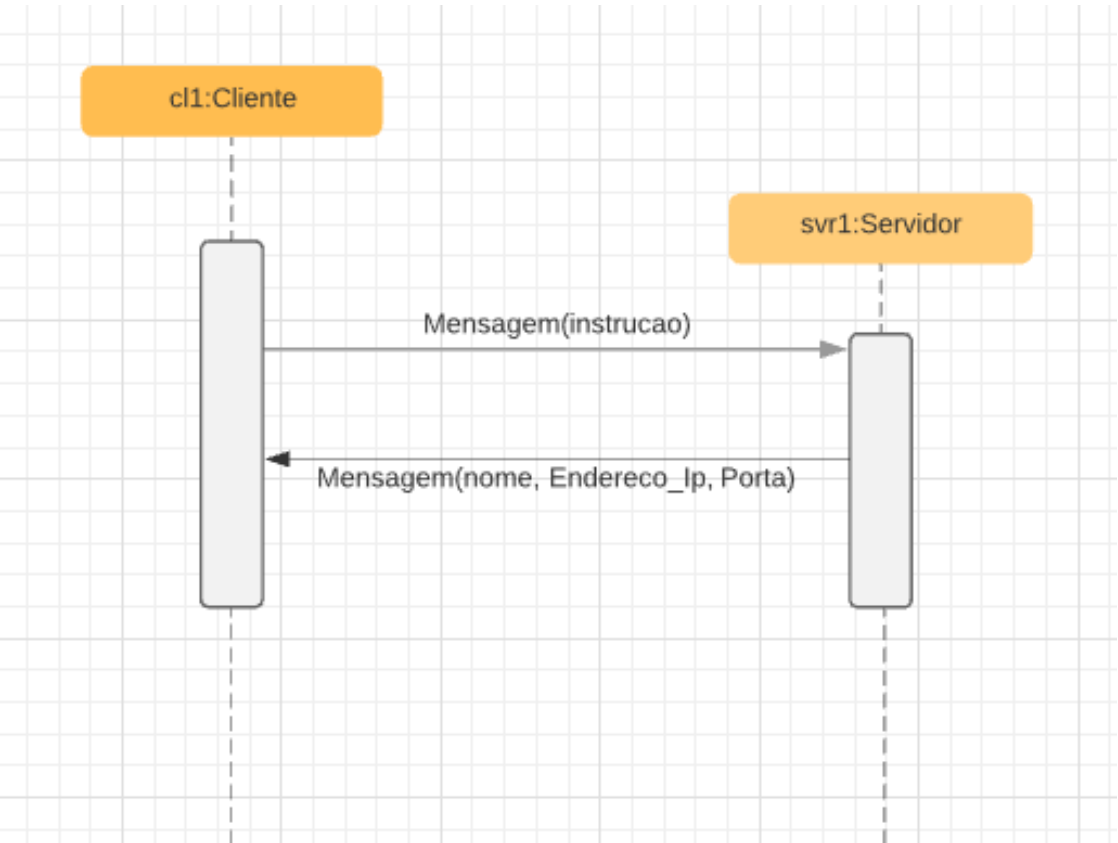 cl1:Cliente
svr1:Servidor
Mensagem(instrucao)
Mensagem(nome, Endereco_Ip, Porta)